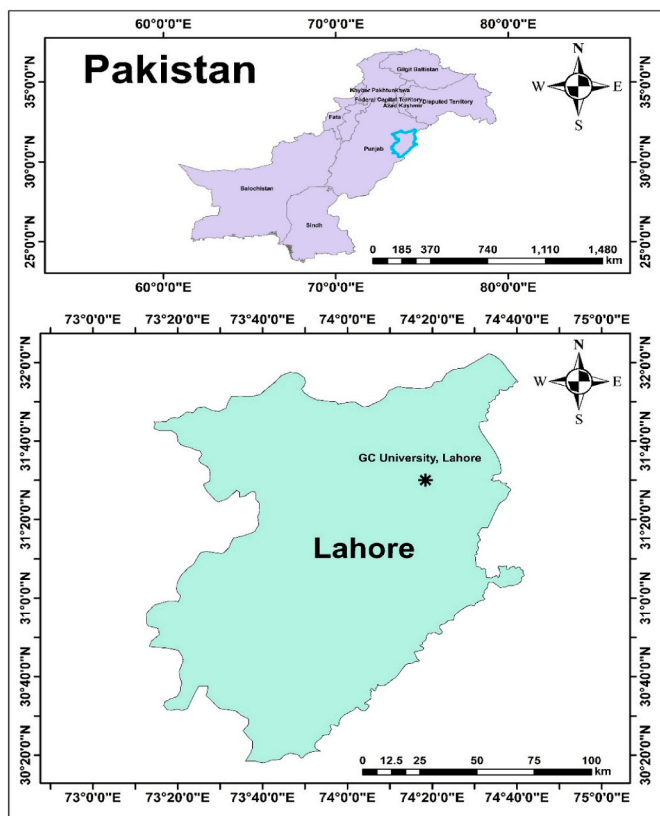 60°0'0"E 70°0'0"E 80°0'0"E
Pakistan
N
W E
S
35°0'0"N
30°0'0"N
25°0'0"N
35°0'0"N
30°0'0"N
25°0'0"N
Gilgit Baltistan
Khyber Pakhtunkhwa
Federal Capital Territory Disputed Territory
Azad Kashmir
Fata
Punjab
Balochistan
Sindh
0 185 370 740 1,110 1,480
km
60°0'0"E 70°0'0"E 80°0'0"E
73°0'0"E 73°20'0"E 73°40'0"E 74°0'0"E 74°20'0"E 74°40'0"E 75°0'0"E
N
W E
S
32°0'0"N
31°40'0"N
31°20'0"N
31°0'0"N
30°40'0"N
30°20'0"N
32°0'0"N
31°40'0"N
31°20'0"N
31°0'0"N
30°40'0"N
30°20'0"N
GC University, Lahore
Lahore
0 12.5 25 50 75 100
km
73°0'0"E 73°20'0"E 73°40'0"E 74°0'0"E 74°20'0"E 74°40'0"E 75°0'0"E